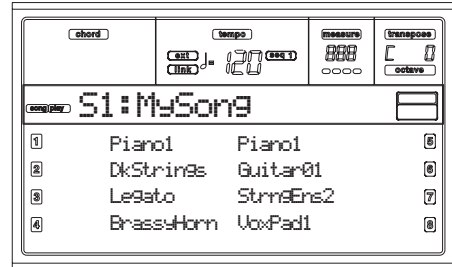 chord tempo measure transpose
ext ♩= 120 seq 1 888 C 0
link octave
song play S1:MySong
1 Piano1 Piano1 5
2 DkStrings Guitar01 6
3 Legato StrngEns2 7
4 BrassyHorn VoxPad1 8